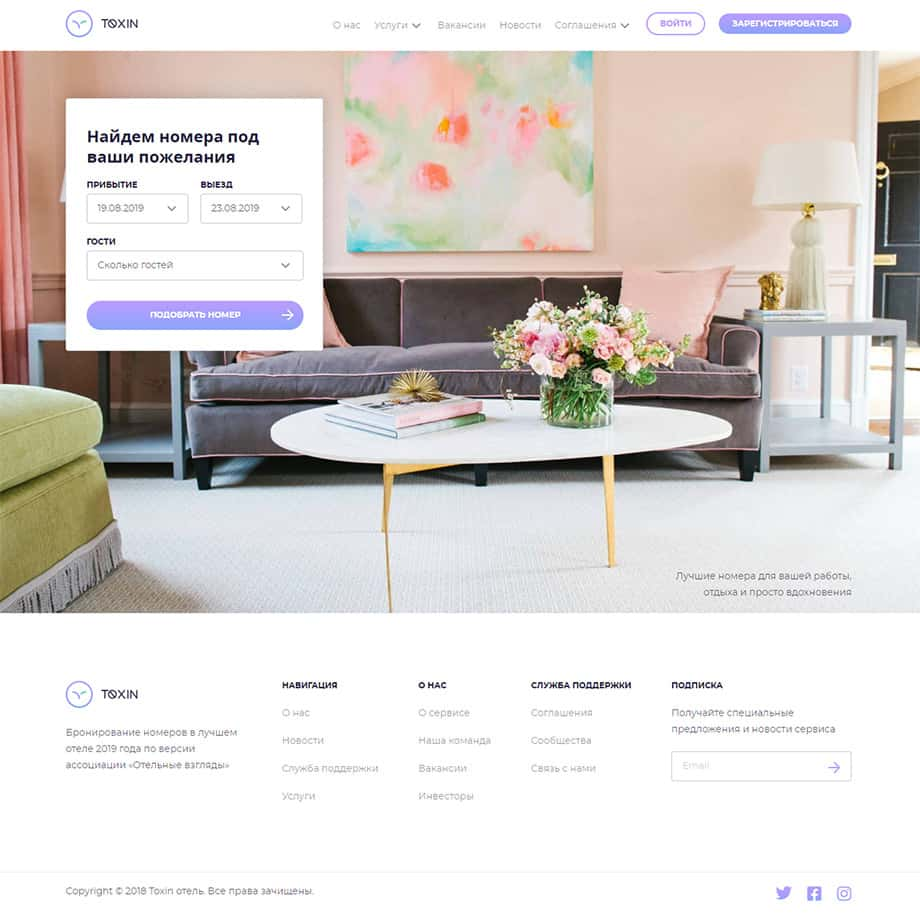 TOXIN
О нас Услуги Вакансии Новости Соглашения ВОЙТИ ЗАРЕГИСТРИРОВАТЬСЯ
Найдем номера под
ваши пожелания
ПРИБЫТИЕ ВЫЕЗД
19.08.2019 23.08.2019
ГОСТИ
Сколько гостей
ПОДОБРАТЬ НОМЕР
Лучшие номера для вашей работы,
отдыха и просто вдохновения
TOXIN
Бронирование номеров в лучшем
отеле 2019 года по версии
ассоциации «Отельные взгляды»
НАВИГАЦИЯ
О нас
Новости
Служба поддержки
Услуги
О НАС
О сервисе
Наша команда
Вакансии
Инвесторы
СЛУЖБА ПОДДЕРЖКИ
Соглашения
Сообщества
Связь с нами
ПОДПИСКА
Получайте специальные
предложения и новости сервиса
Email
Copyright © 2018 Toxin отель. Все права зачищены.